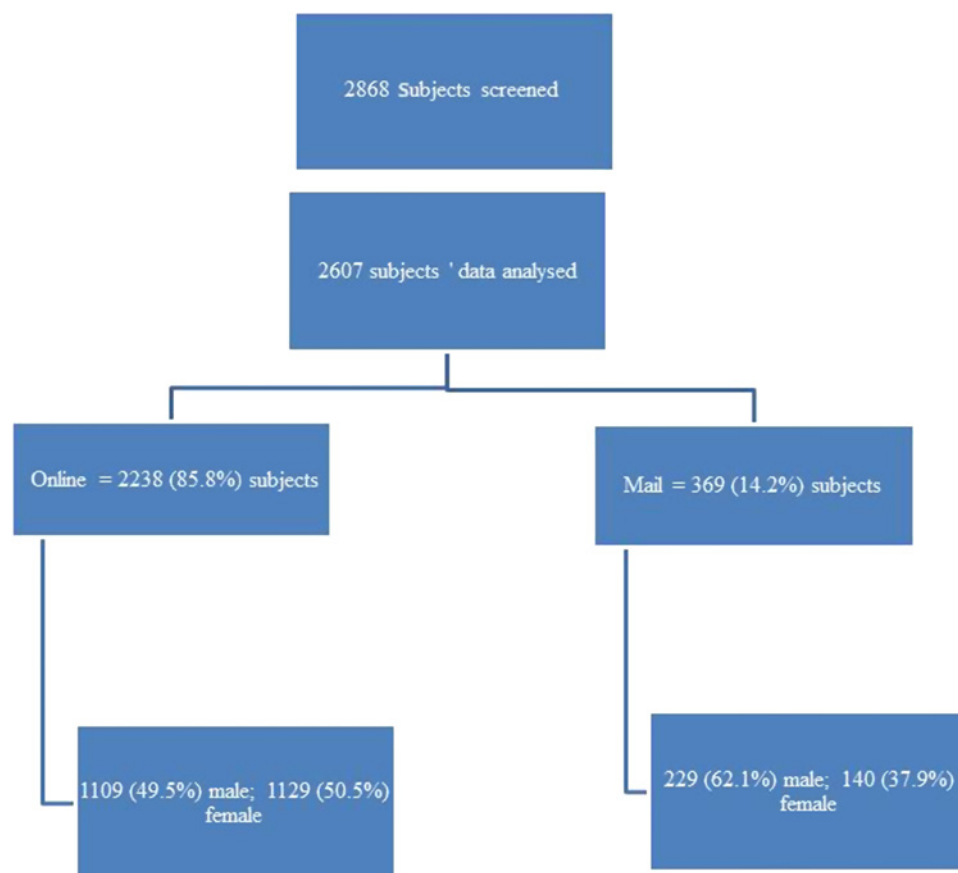 2868 Subjects screened
2607 subjects ' data analysed
Online = 2238 (85.8%) subjects
Mail = 369 (14.2%) subjects
1109 (49.5%) male; 1129 (50.5%)
female
229 (62.1%) male; 140 (37.9%)
female